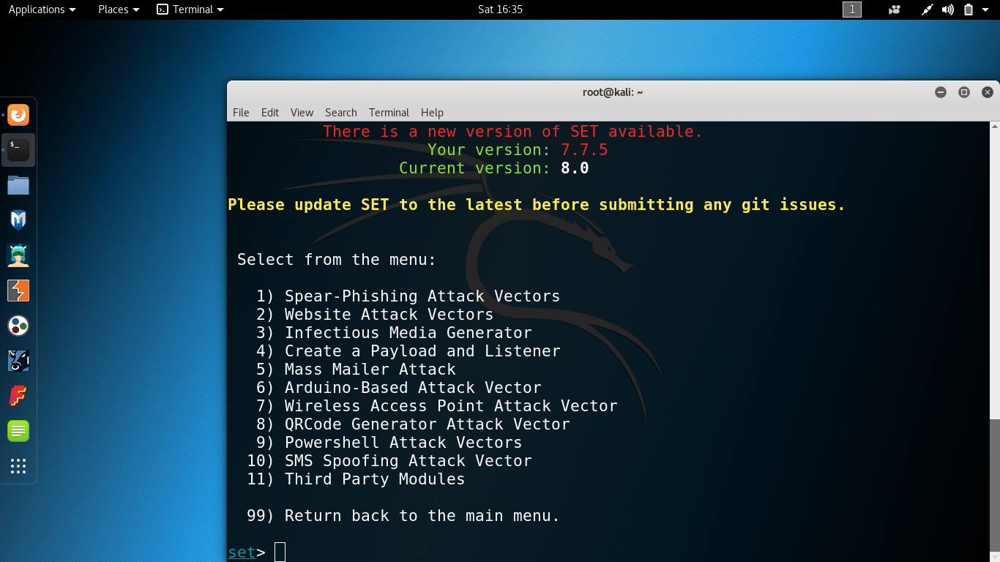 Applications Places Terminal Sat 16:35 1
root@kali: ~
File Edit View Search Terminal Help
There is a new version of SET available.
Your version: 7.7.5
Current version: 8.0
Please update SET to the latest before submitting any git issues.
Select from the menu:
1) Spear-Phishing Attack Vectors
2) Website Attack Vectors
3) Infectious Media Generator
4) Create a Payload and Listener
5) Mass Mailer Attack
6) Arduino-Based Attack Vector
7) Wireless Access Point Attack Vector
8) QRCode Generator Attack Vector
9) Powershell Attack Vectors
10) SMS Spoofing Attack Vector
11) Third Party Modules
99) Return back to the main menu.
set>